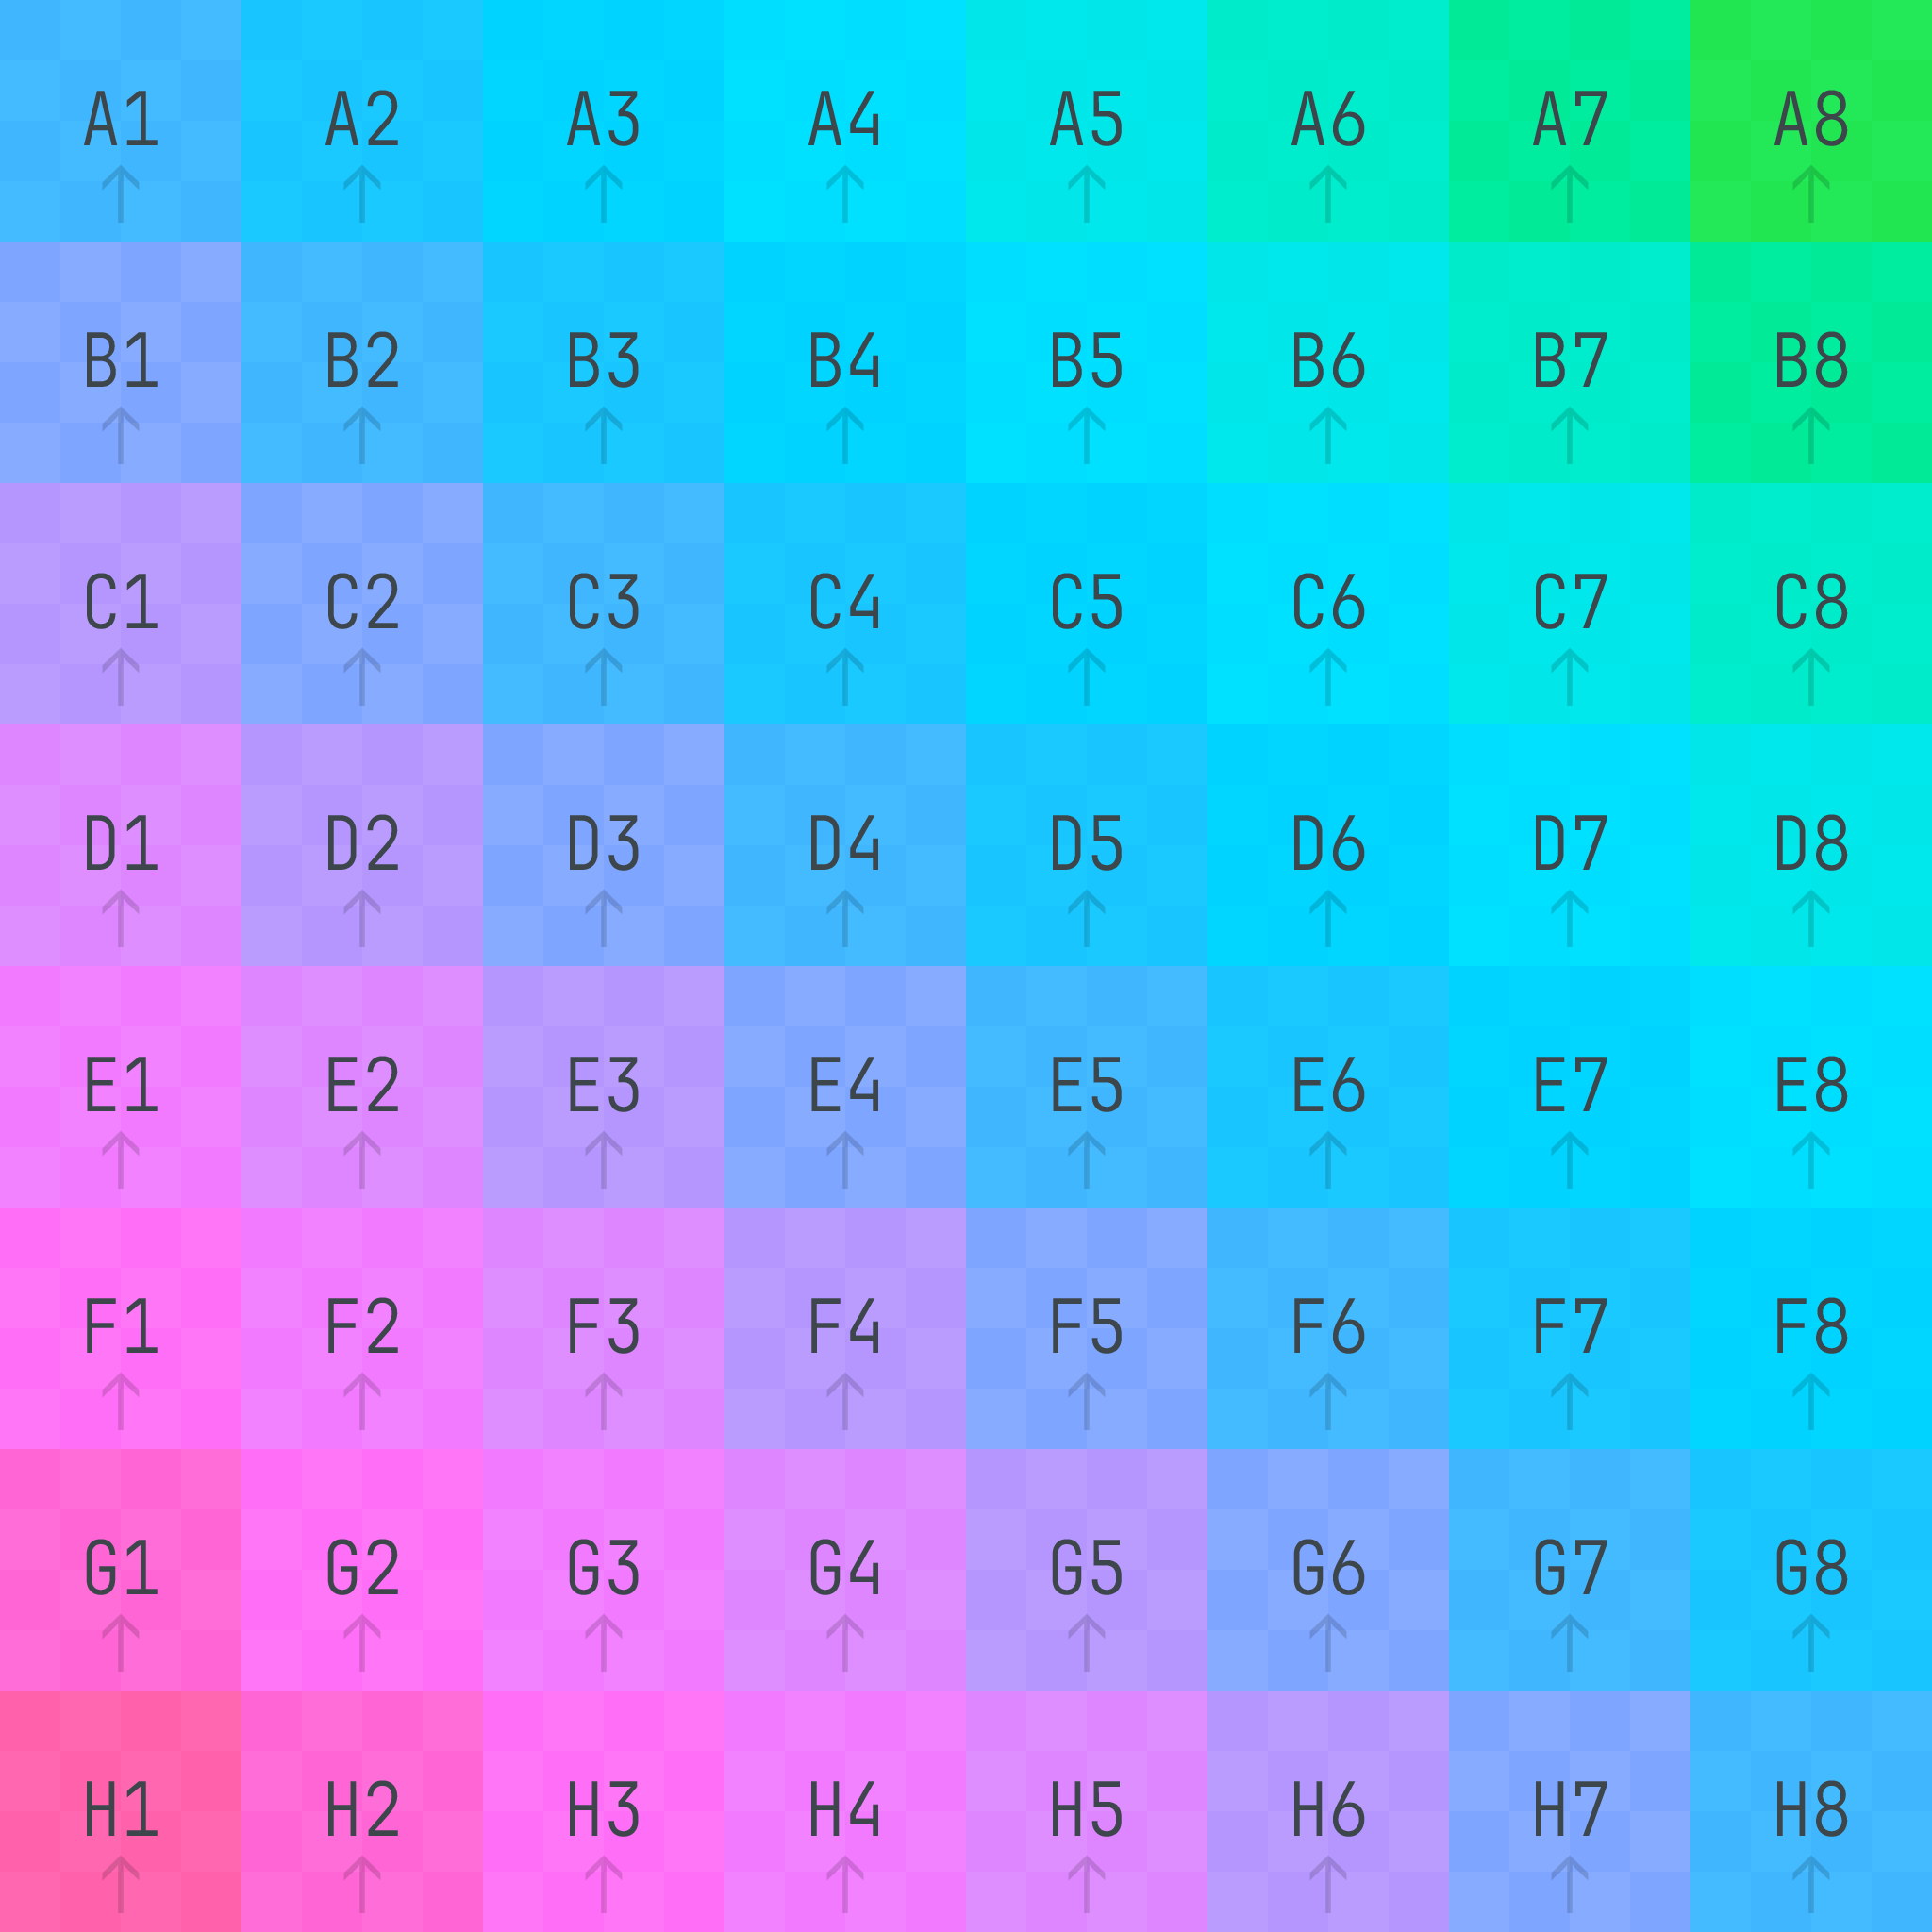 A1 A2 A3 A4 A5 A6 A7 A8
↑ ↑ ↑ ↑ ↑ ↑ ↑ ↑
B1 B2 B3 B4 B5 B6 B7 B8
↑ ↑ ↑ ↑ ↑ ↑ ↑ ↑
C1 C2 C3 C4 C5 C6 C7 C8
↑ ↑ ↑ ↑ ↑ ↑ ↑ ↑
D1 D2 D3 D4 D5 D6 D7 D8
↑ ↑ ↑ ↑ ↑ ↑ ↑ ↑
E1 E2 E3 E4 E5 E6 E7 E8
↑ ↑ ↑ ↑ ↑ ↑ ↑ ↑
F1 F2 F3 F4 F5 F6 F7 F8
↑ ↑ ↑ ↑ ↑ ↑ ↑ ↑
G1 G2 G3 G4 G5 G6 G7 G8
↑ ↑ ↑ ↑ ↑ ↑ ↑ ↑
H1 H2 H3 H4 H5 H6 H7 H8
↑ ↑ ↑ ↑ ↑ ↑ ↑ ↑